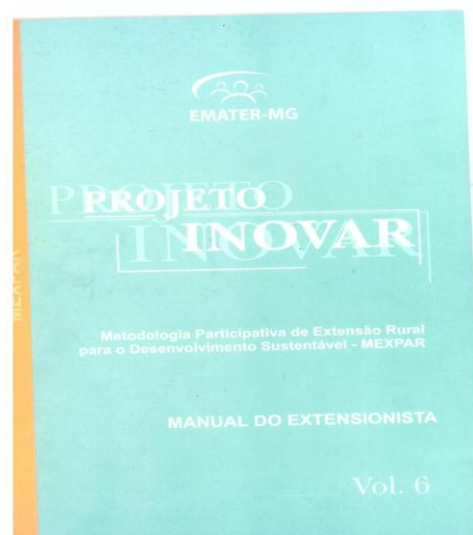 EMATER-MG
PROJETO
INOVAR
Metodologia Participativa de Extensão Rural
para o Desenvolvimento Sustentável - MEXPAR
MANUAL DO EXTENSIONISTA
Vol. 6
MEXPAR